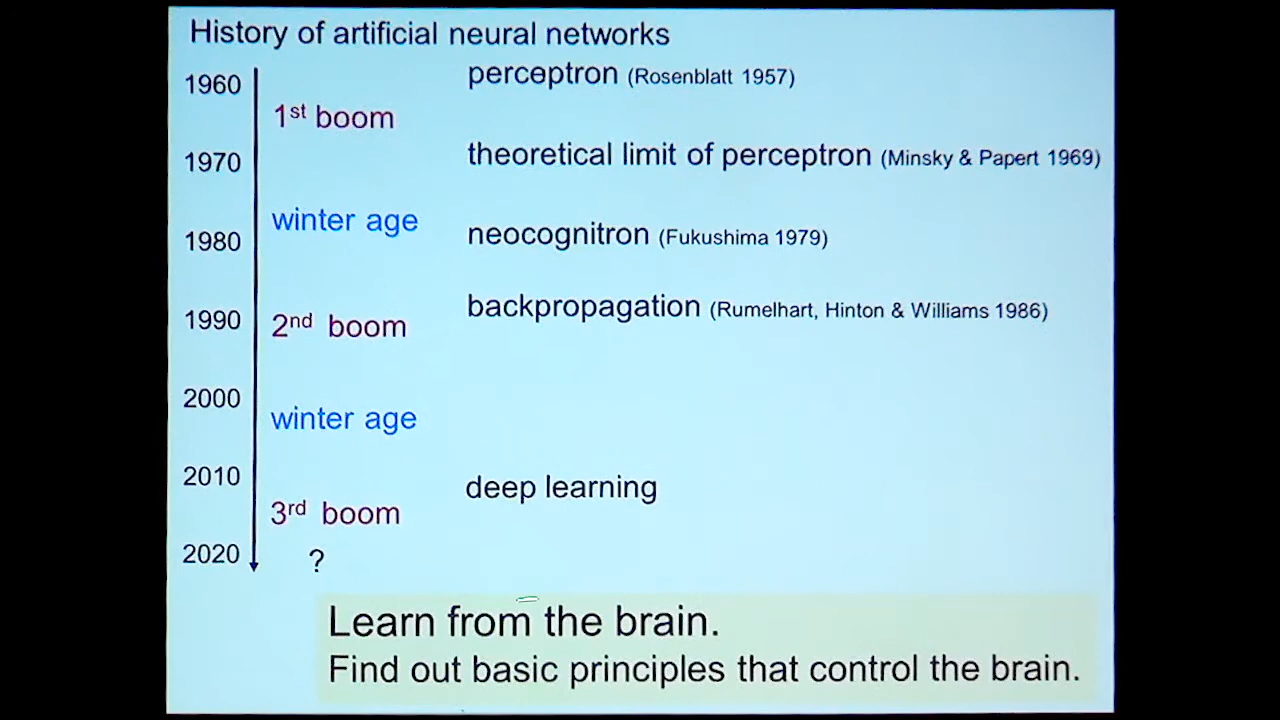 History of artificial neural networks
1960
perceptron (Rosenblatt 1957)
1st boom
1970
theoretical limit of perceptron (Minsky & Papert 1969)
winter age
1980
neocognitron (Fukushima 1979)
1990
backpropagation (Rumelhart, Hinton & Williams 1986)
2nd boom
2000
winter age
2010
deep learning
3rd boom
2020
?
Learn from the brain.
Find out basic principles that control the brain.